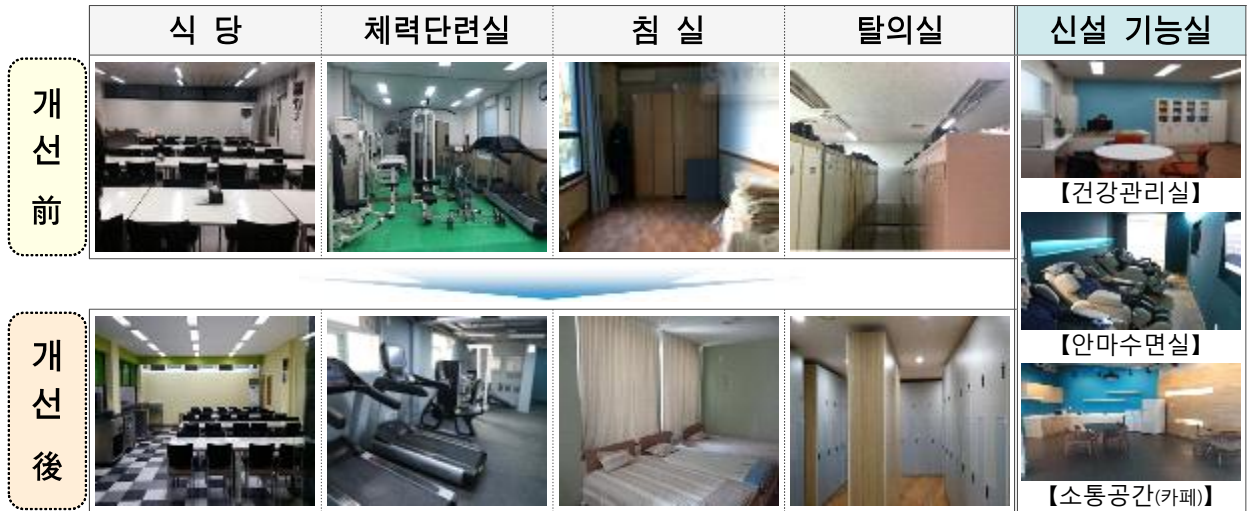 식 당
체력단련실
침 실
탈의실
신설 기능실
개
선
前
【건강관리실】
【안마수면실】
개
선
後
【소통공간(카페)】